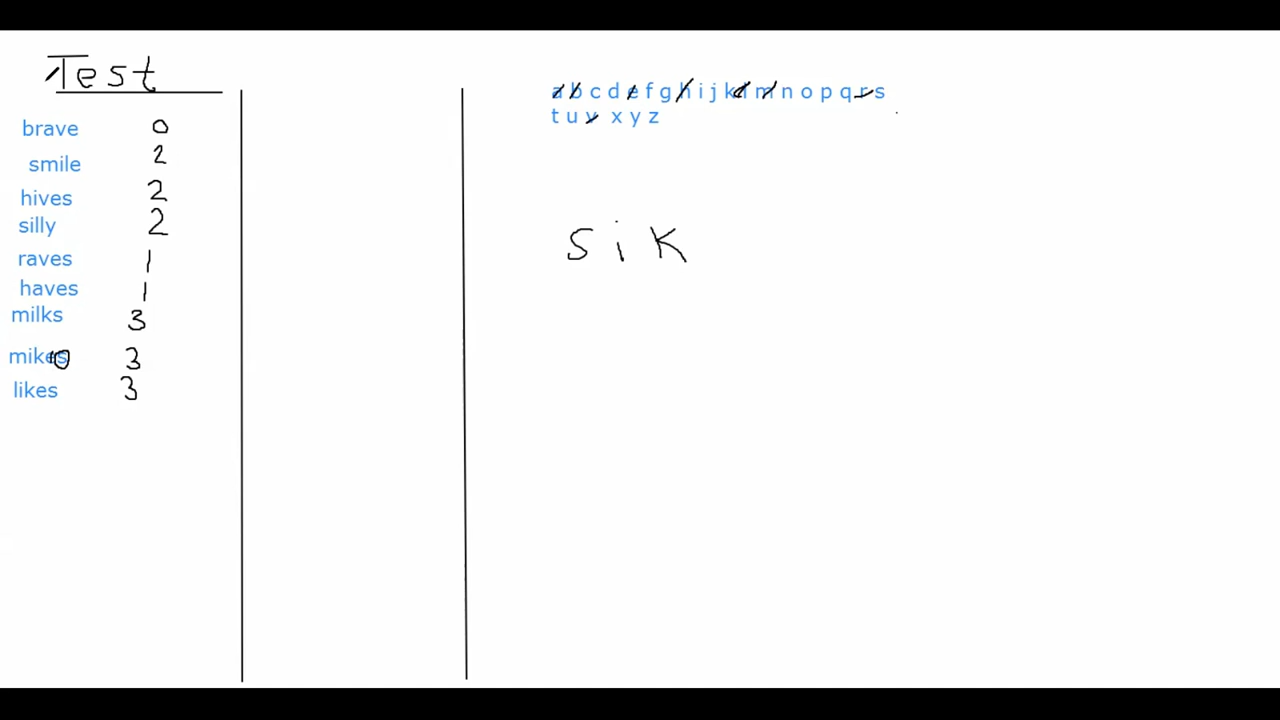 Test
brave 0
smile 2
hives 2
silly 2
raves 1
haves 1
milks 3
mikes 3
likes 3
a b c d e f g h i j k l m n o p q r s
t u v x y z
s i K